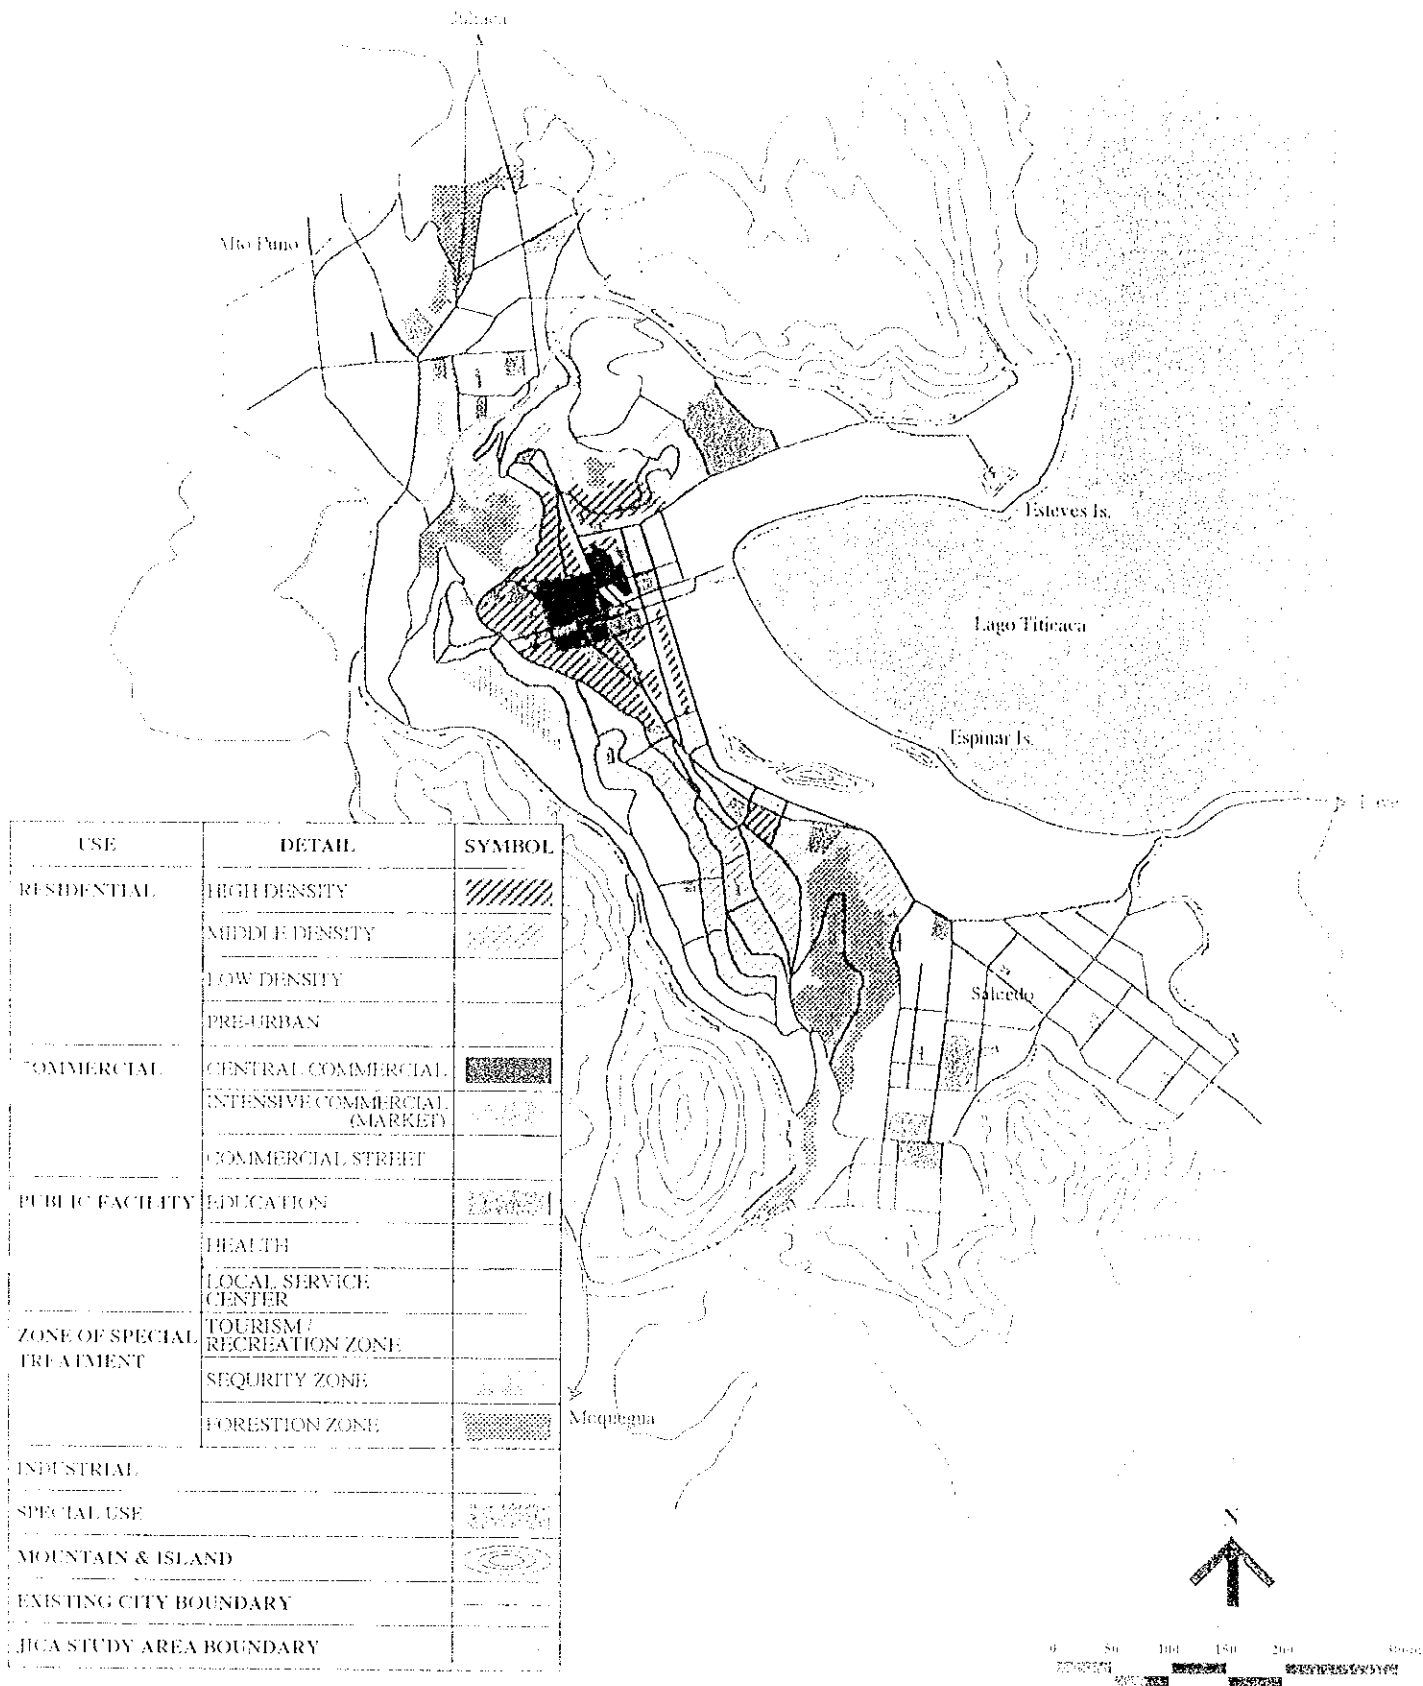 Juliaca
Alto Puno
Esteves Is.
Lago Titicaca
Espinar Is.
Salcedo
Moquegua
USE DETAIL SYMBOL
RESIDENTIAL HIGH DENSITY
MIDDLE DENSITY
LOW DENSITY
PRE-URBAN
COMMERCIAL CENTRAL COMMERCIAL
INTENSIVE COMMERCIAL
(MARKET)
COMMERCIAL STREET
PUBLIC FACILITY EDUCATION
HEALTH
LOCAL SERVICE
CENTER
ZONE OF SPECIAL
TREATMENT
TOURISM /
RECREATION ZONE
SEQURITY ZONE
FORESTION ZONE
INDUSTRIAL
SPECIAL USE
MOUNTAIN & ISLAND
EXISTING CITY BOUNDARY
JICA STUDY AREA BOUNDARY
N
0 50 100 150 200